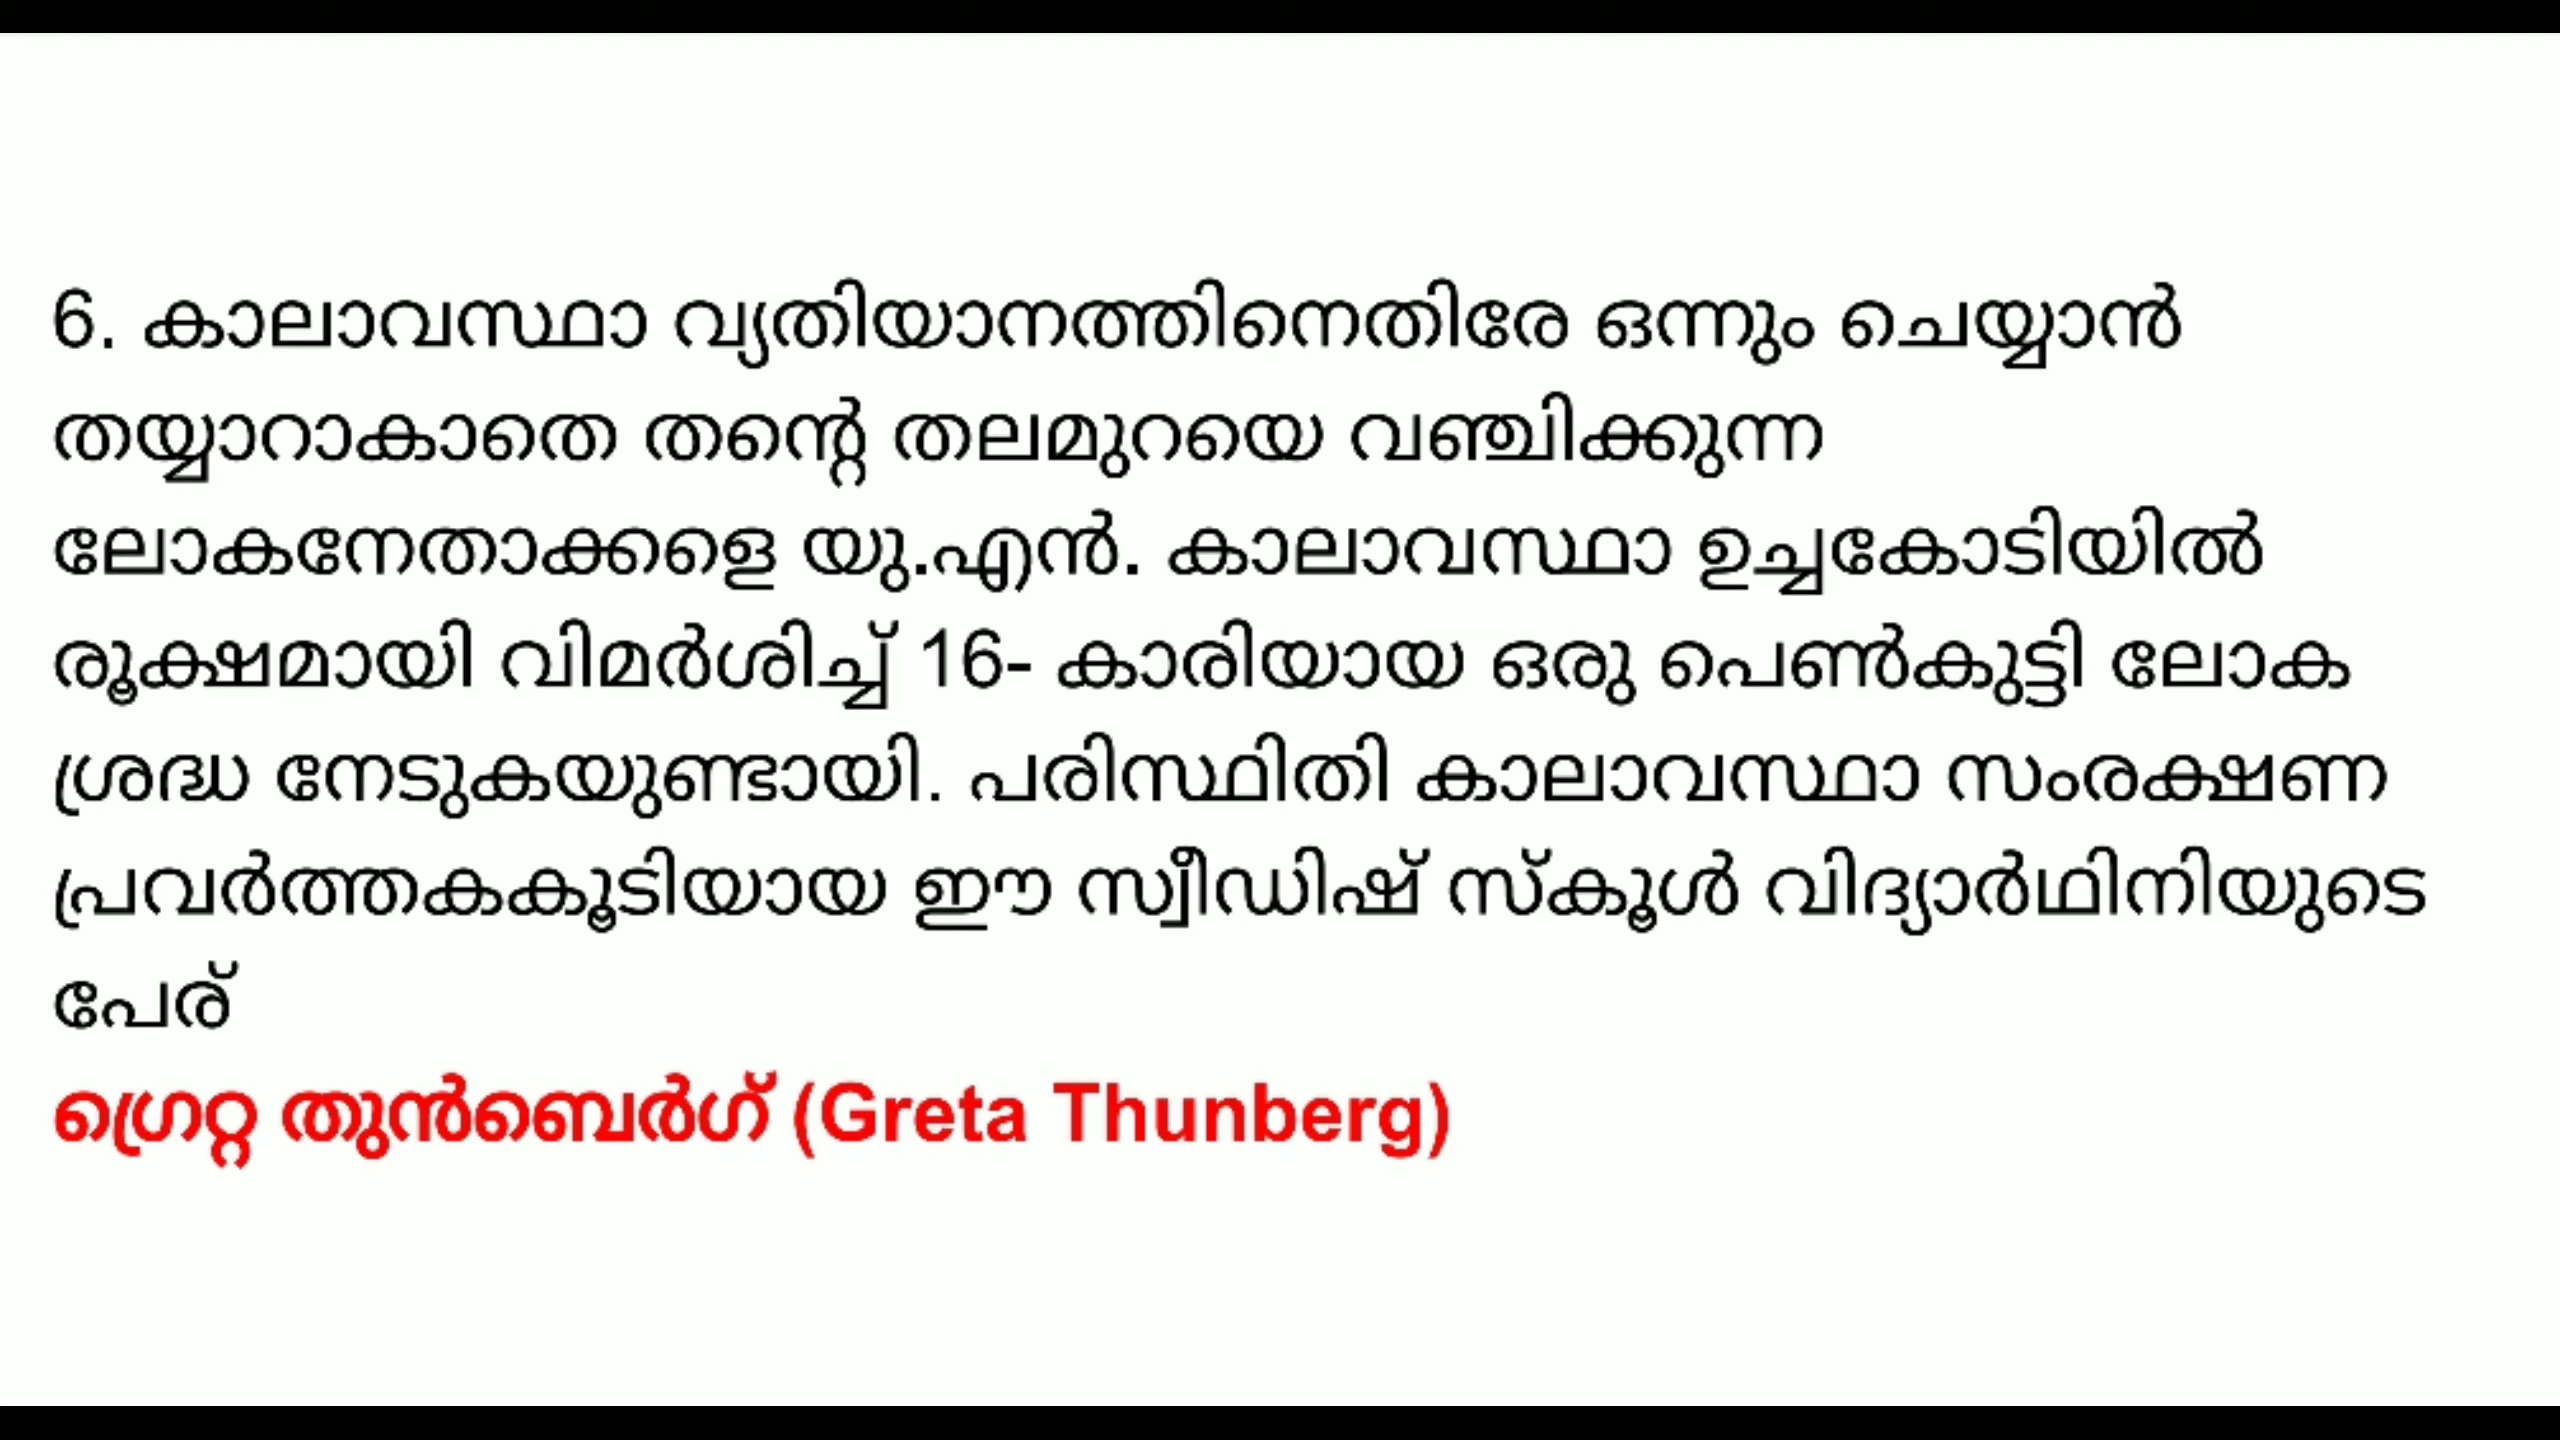 6. കാലാവസ്ഥാ വ്യതിയാനത്തിനെതിരേ ഒന്നും ചെയ്യാൻ
തയ്യാറാകാതെ തന്റെ തലമുറയെ വഞ്ചിക്കുന്ന
ലോകനേതാക്കളെ യു.എൻ. കാലാവസ്ഥാ ഉച്ചകോടിയിൽ
രൂക്ഷമായി വിമർശിച്ച് 16- കാരിയായ ഒരു പെൺകുട്ടി ലോക
ശ്രദ്ധ നേടുകയുണ്ടായി. പരിസ്ഥിതി കാലാവസ്ഥാ സംരക്ഷണ
പ്രവർത്തകകൂടിയായ ഈ സ്വീഡിഷ് സ്കൂൾ വിദ്യാർഥിനിയുടെ
പേര്
ഗ്രെറ്റ തുൻബെർഗ് (Greta Thunberg)